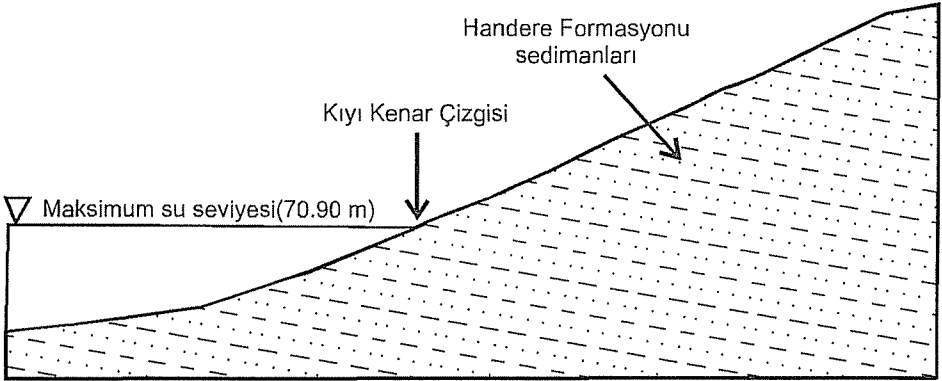 Handere Formasyonu
sedimanları
Kıyı Kenar Çizgisi
Maksimum su seviyesi(70.90 m)